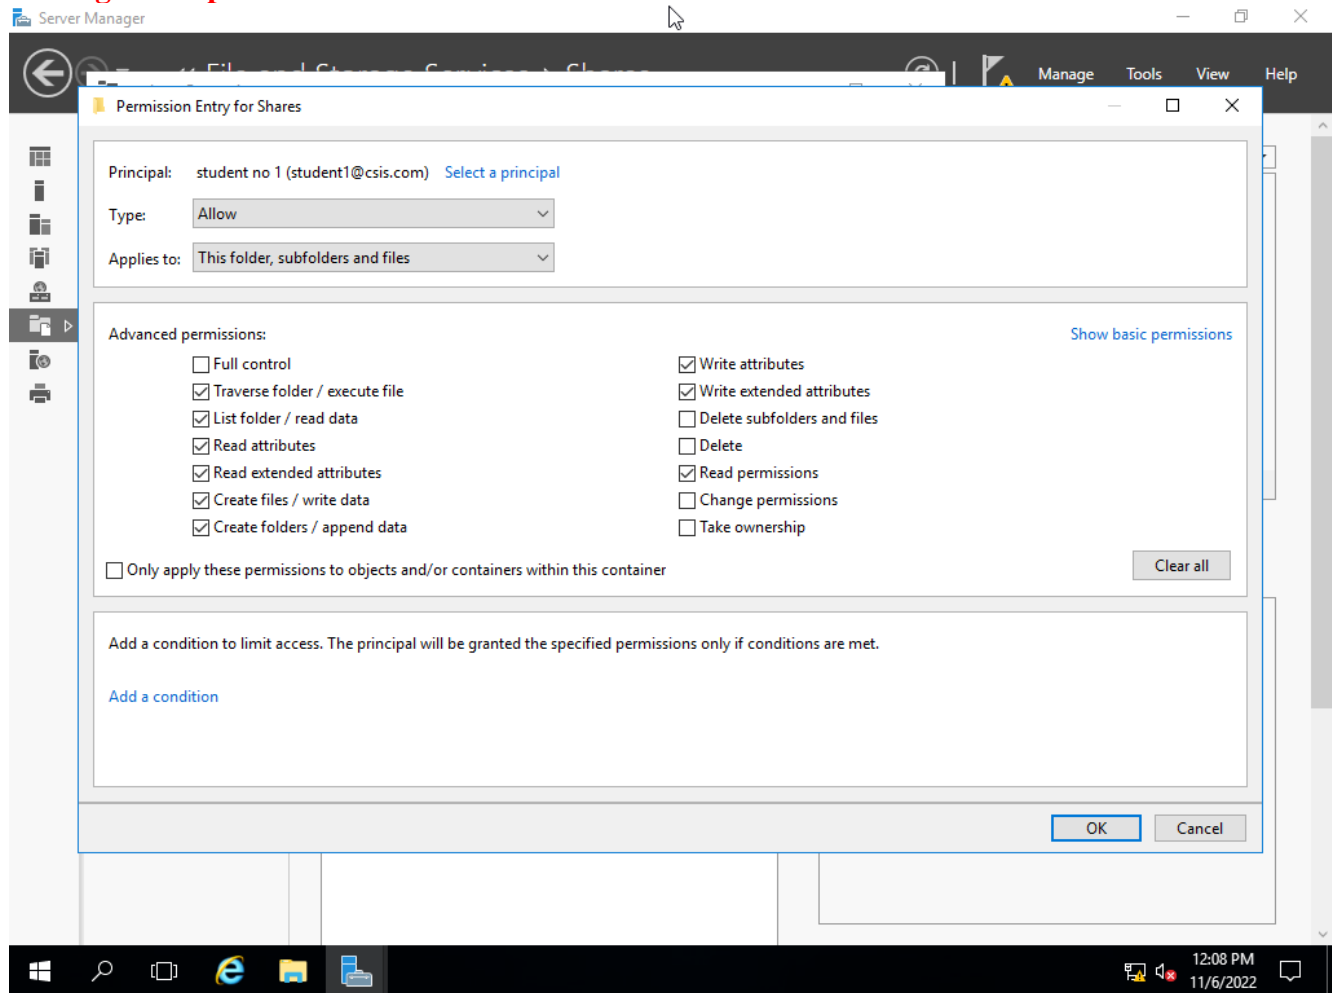 Server Manager
Manage Tools View Help
Permission Entry for Shares
Principal: student no 1 (student1@csis.com) Select a principal
Type: Allow
Applies to: This folder, subfolders and files
Advanced permissions: Show basic permissions
Full control Write attributes
Traverse folder / execute file Write extended attributes
List folder / read data Delete subfolders and files
Read attributes Delete
Read extended attributes Read permissions
Create files / write data Change permissions
Create folders / append data Take ownership
Only apply these permissions to objects and/or containers within this container Clear all
Add a condition to limit access. The principal will be granted the specified permissions only if conditions are met.
Add a condition
OK Cancel
12:08 PM
11/6/2022